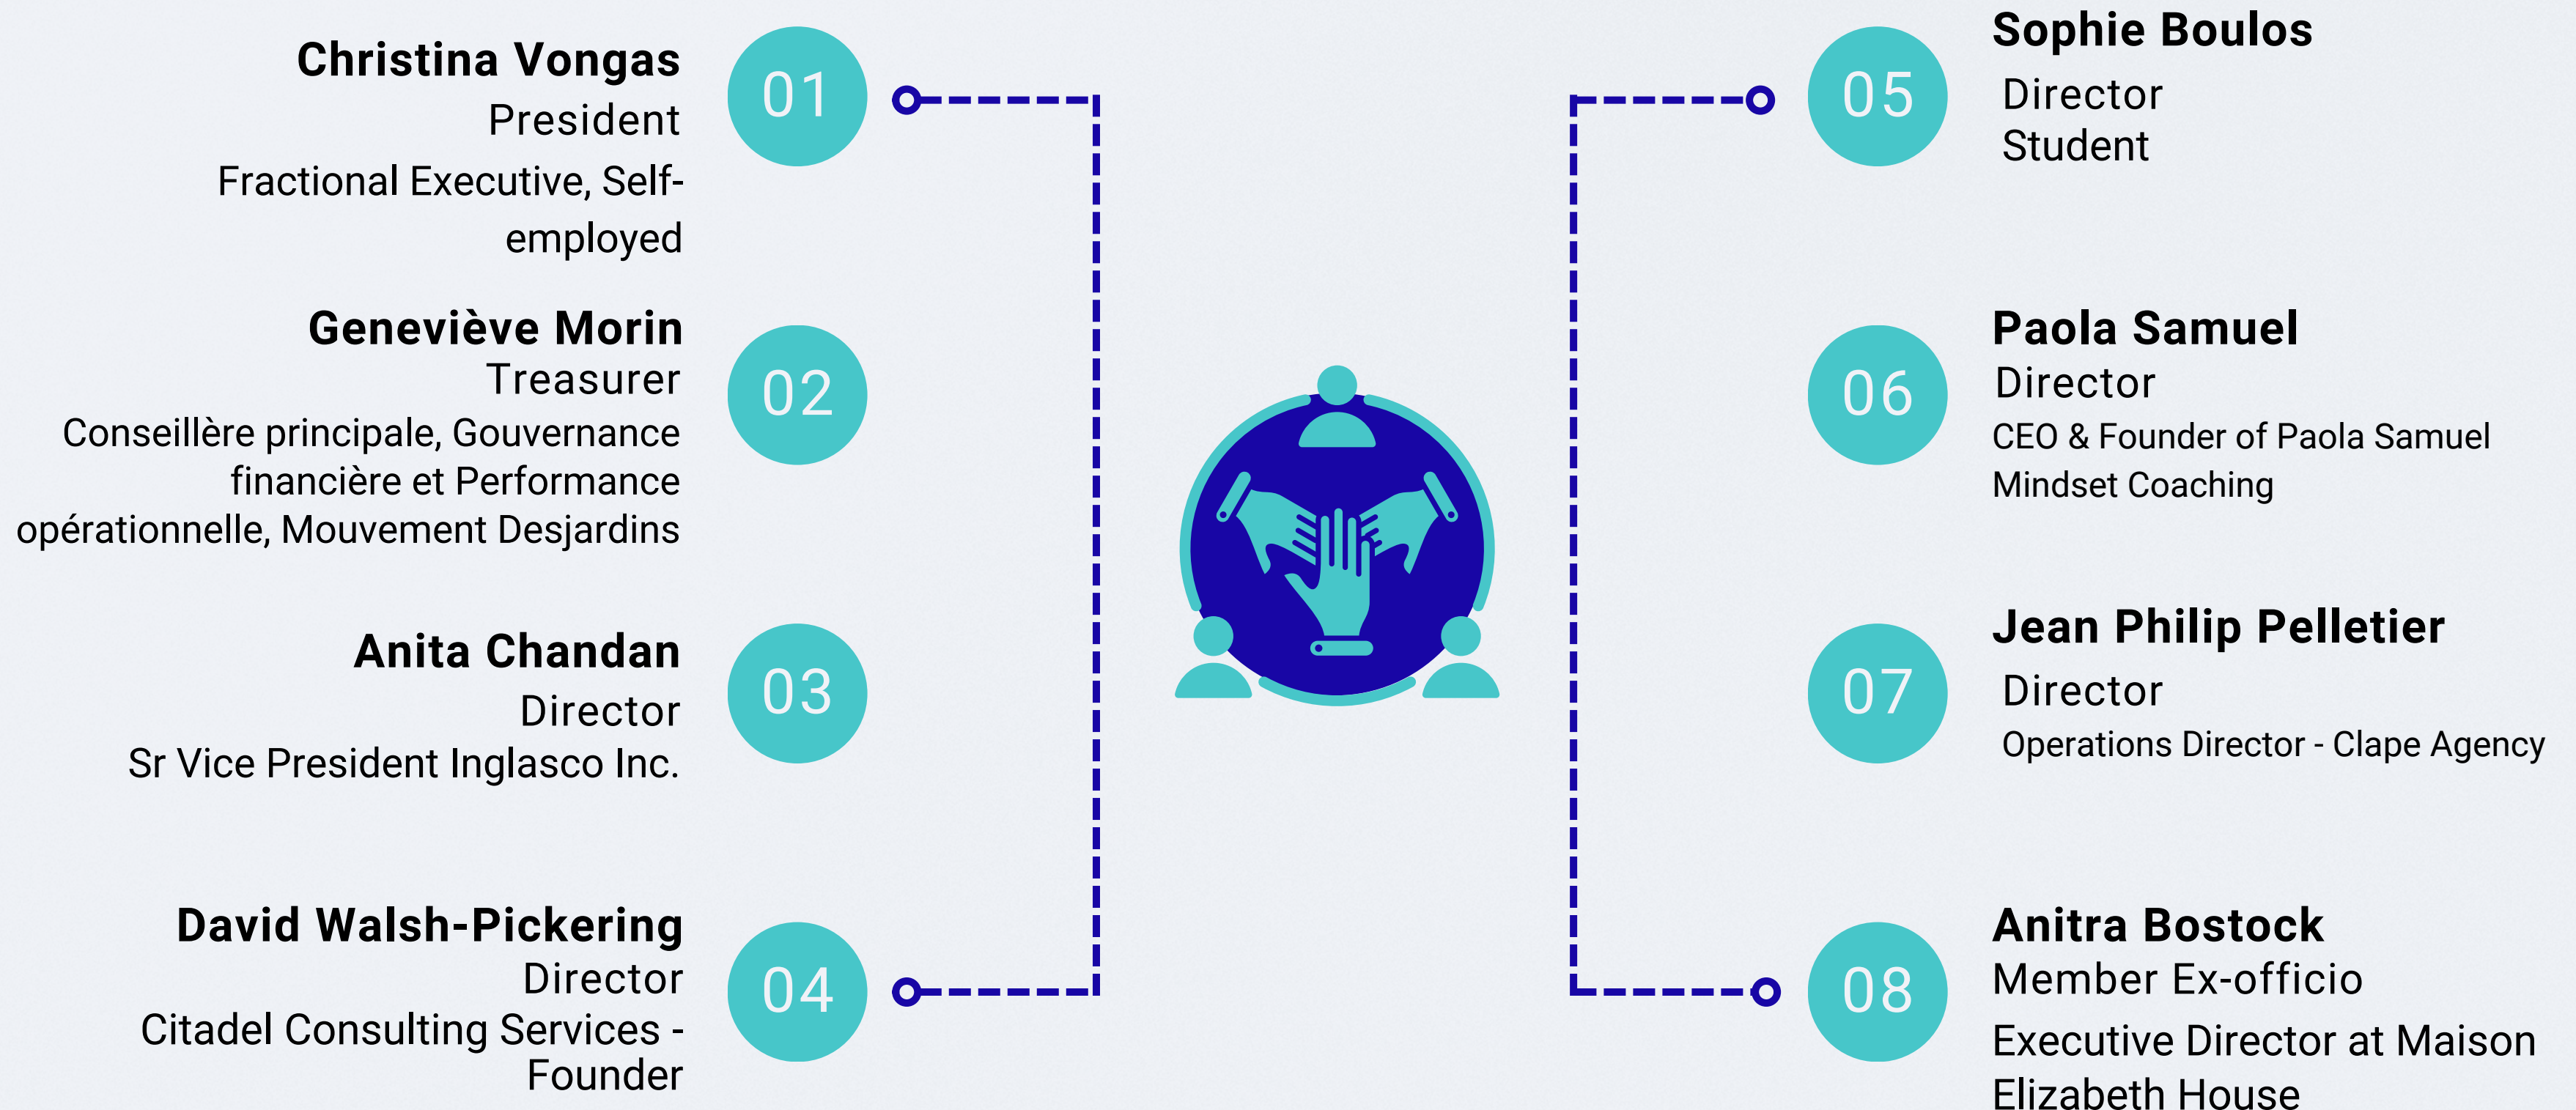 Christina Vongas
President
Fractional Executive, Self-
employed
01
Geneviève Morin
Treasurer
Conseillère principale, Gouvernance
financière et Performance
opérationnelle, Mouvement Desjardins
02
Anita Chandan
Director
Sr Vice President Inglasco Inc.
03
David Walsh-Pickering
Director
Citadel Consulting Services -
Founder
04
05
Sophie Boulos
Director
Student
06
Paola Samuel
Director
CEO & Founder of Paola Samuel
Mindset Coaching
07
Jean Philip Pelletier
Director
Operations Director - Clape Agency
08
Anitra Bostock
Member Ex-officio
Executive Director at Maison
Elizabeth House